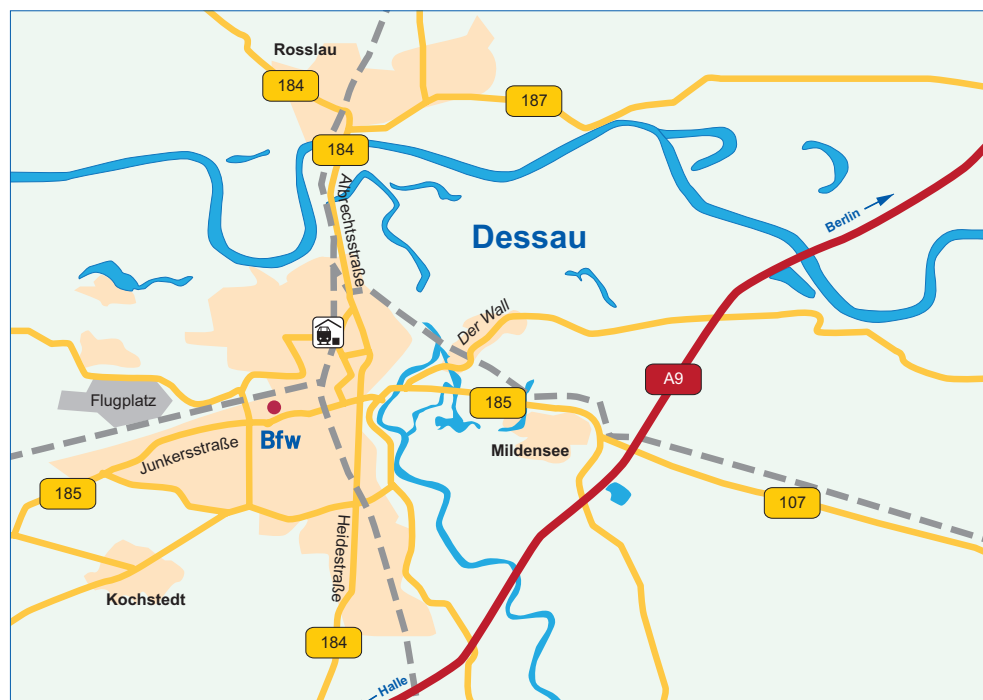 Rosslau
184
187
184
Albrechtsstraße
Berlin
Dessau
Der Wall
A9
Flugplatz
185
Bfw
Junkersstraße
Mildensee
185
107
Heidestraße
Kochstedt
184
Halle